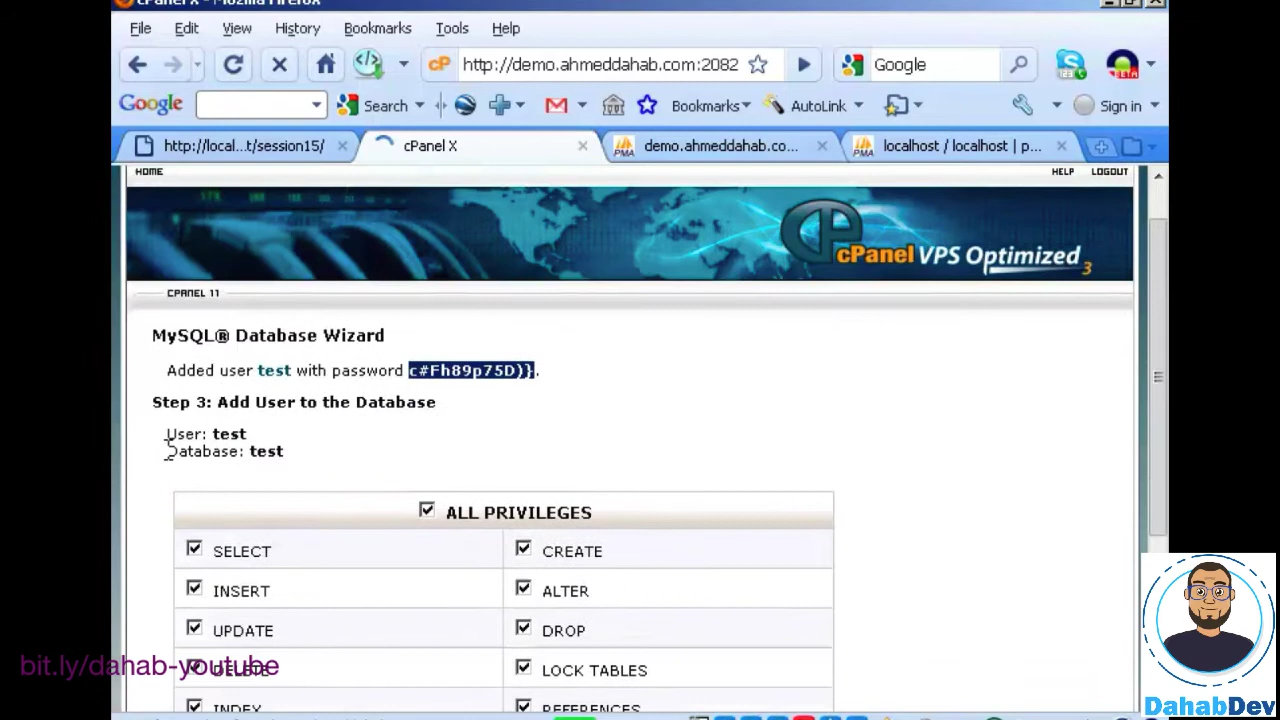 cPanel X - Mozilla Firefox
File Edit View History Bookmarks Tools Help
cP http://demo.ahmeddahab.com:2082 Google
Google Search Bookmarks AutoLink Sign in
http://local...t/session15/ cPanel X PMA demo.ahmeddahab.co... PMA localhost / localhost | p...
HOME HELP LOGOUT
cPanel VPS Optimized 3
CPANEL 11
MySQL® Database Wizard
Added user test with password c#Fh89p75D)}.
Step 3: Add User to the Database
User: test
Database: test
ALL PRIVILEGES
SELECT CREATE
INSERT ALTER
UPDATE DROP
DELETE LOCK TABLES
INDEX REFERENCES
bit.ly/dahab-youtube
DahabDev